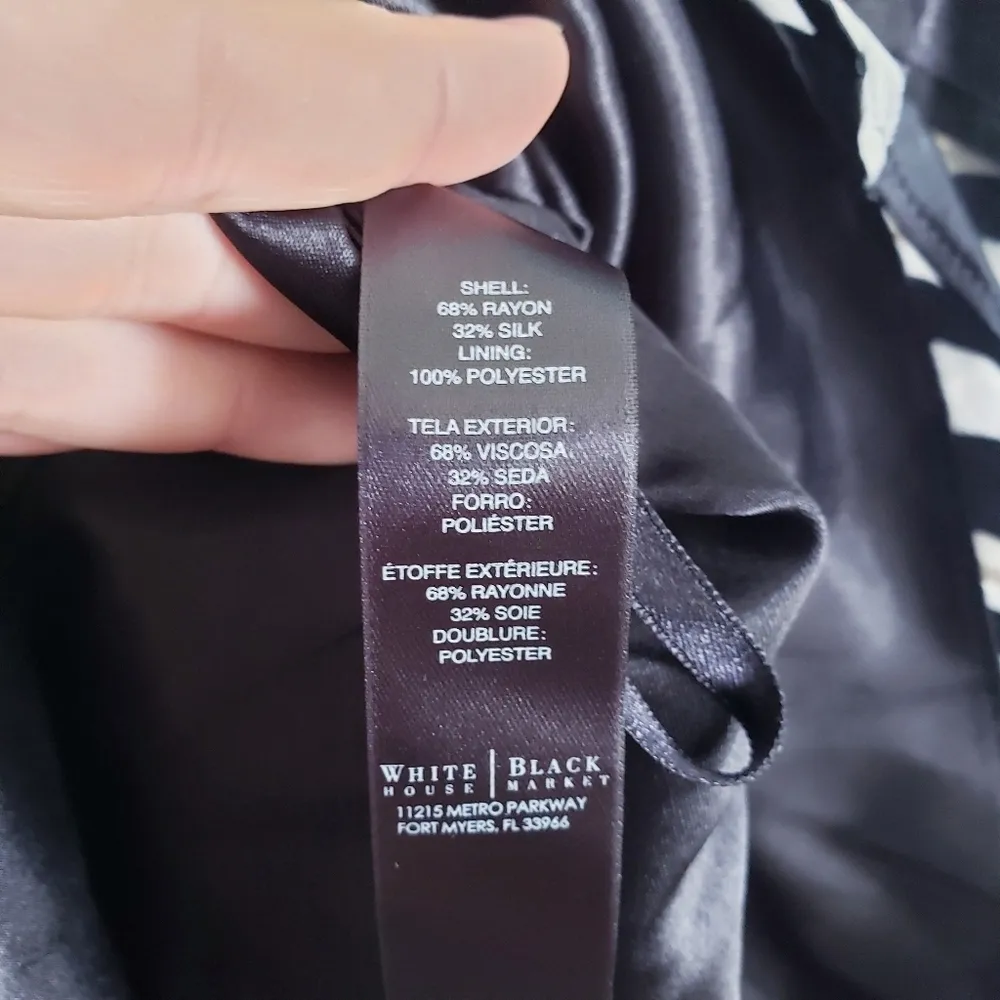 SHELL:
68% RAYON
32% SILK
LINING:
100% POLYESTER
TELA EXTERIOR:
68% VISCOSA
32% SEDA
FORRO:
POLIÉSTER
ÉTOFFE EXTÉRIEURE:
68% RAYONNE
32% SOIE
DOUBLURE:
POLYESTER
WHITE | BLACK
HOUSE | MARKET
11215 METRO PARKWAY
FORT MYERS, FL 33966